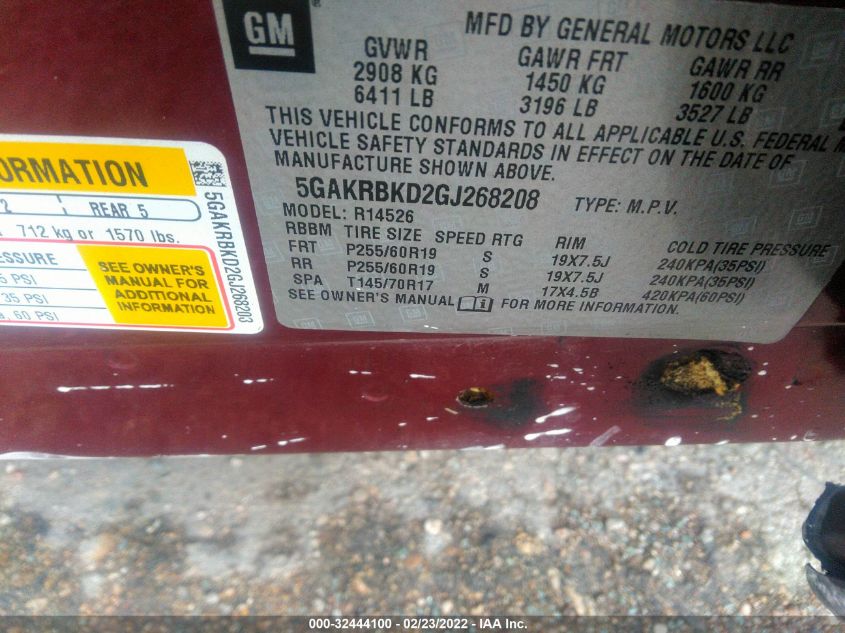 GM
®
MFD BY GENERAL MOTORS LLC
GVWR GAWR FRT GAWR RR
2908 KG 1450 KG 1600 KG
6411 LB 3196 LB 3527 LB
THIS VEHICLE CONFORMS TO ALL APPLICABLE U.S. FEDERAL
VEHICLE SAFETY STANDARDS IN EFFECT ON THE DATE OF
MANUFACTURE SHOWN ABOVE.
5GAKRBKD2GJ268208 TYPE: M.P.V.
MODEL: R14526
RBBM TIRE SIZE SPEED RTG RIM COLD TIRE PRESSURE
FRT P255/60R19 S 19X7.5J 240KPA(35PSI)
RR P255/60R19 S 19X7.5J 240KPA(35PSI)
SPA T145/70R17 M 17X4.5B 420KPA(60PSI)
SEE OWNER'S MANUAL FOR MORE INFORMATION.
ORMATION
2 REAR 5
712 kg or 1570 lbs.
SSURE
PSI
35 PSI
, 60 PSI
SEE OWNER'S
MANUAL FOR
ADDITIONAL
INFORMATION
5GAKRBKD2GJ268208
000-32444100 - 02/23/2022 - IAA Inc.